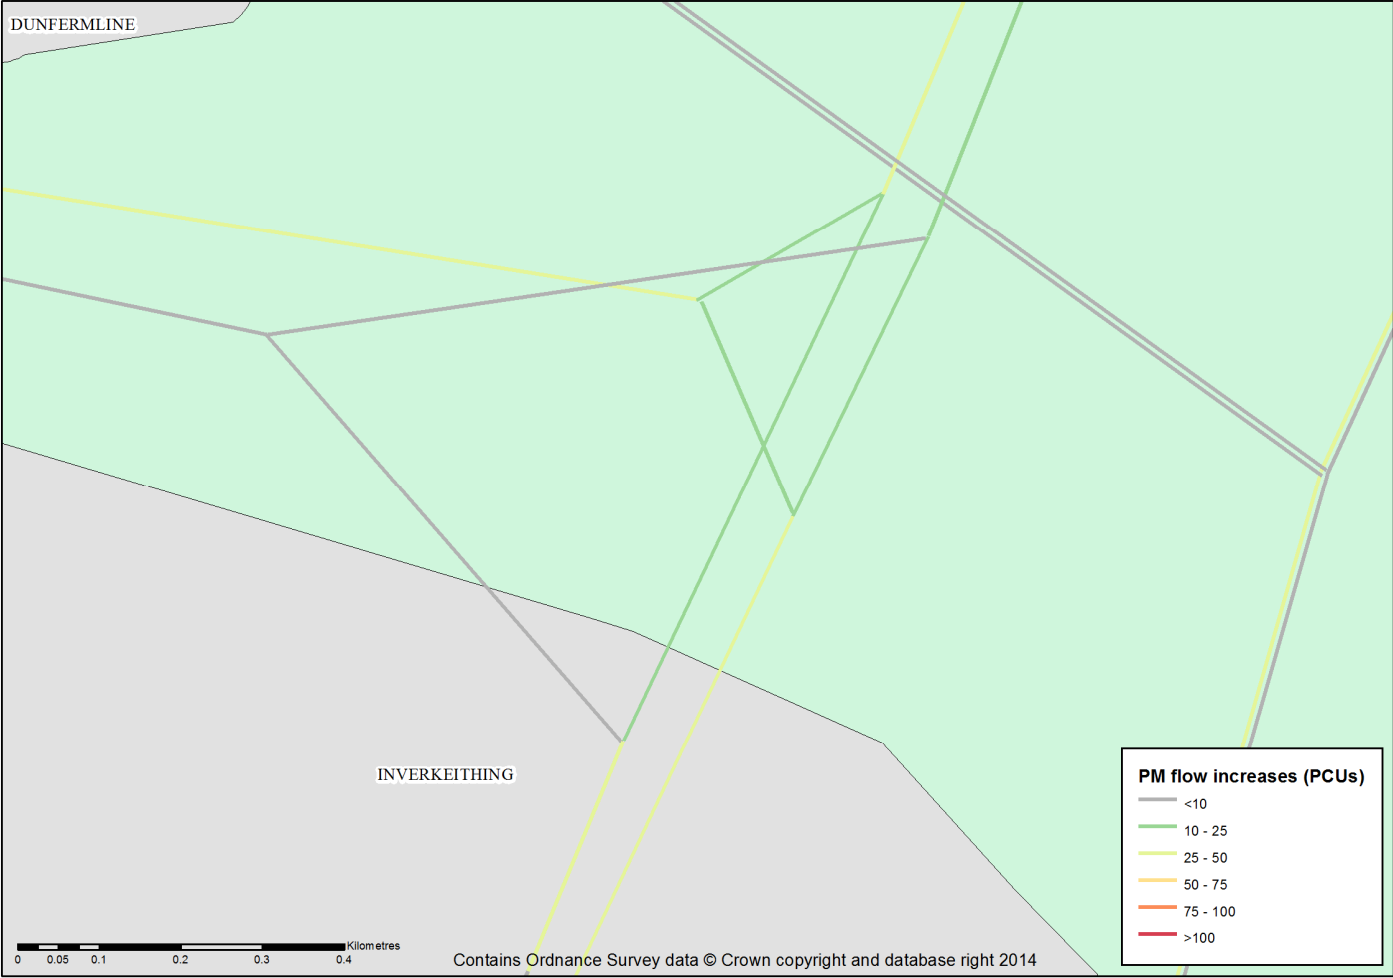 DUNFERMLINE
INVERKEITHING
PM flow increases (PCUs)
<10
10 - 25
25 - 50
50 - 75
75 - 100
>100
Kilometres
0 0.05 0.1 0.2 0.3 0.4
Contains Ordnance Survey data © Crown copyright and database right 2014